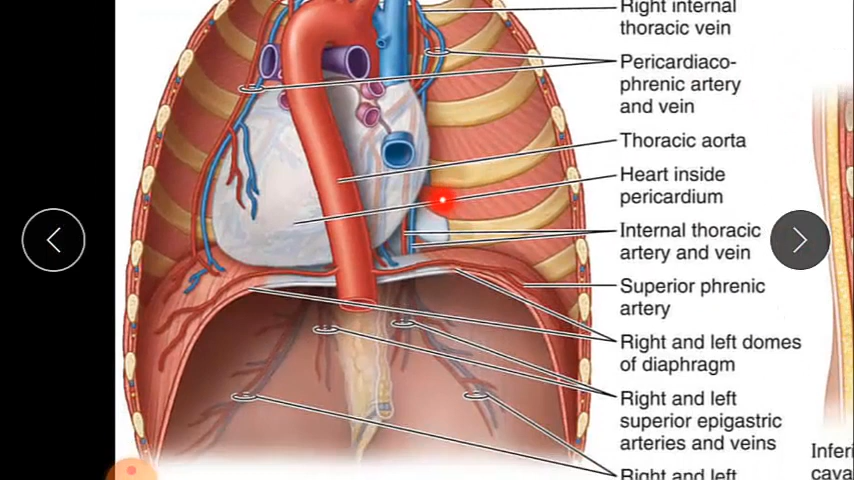 Right internal
thoracic vein
Pericardiaco-
phrenic artery
and vein
Thoracic aorta
Heart inside
pericardium
Internal thoracic
artery and vein
Superior phrenic
artery
Right and left domes
of diaphragm
Right and left
superior epigastric
arteries and veins
Right and left
Inferi
cava